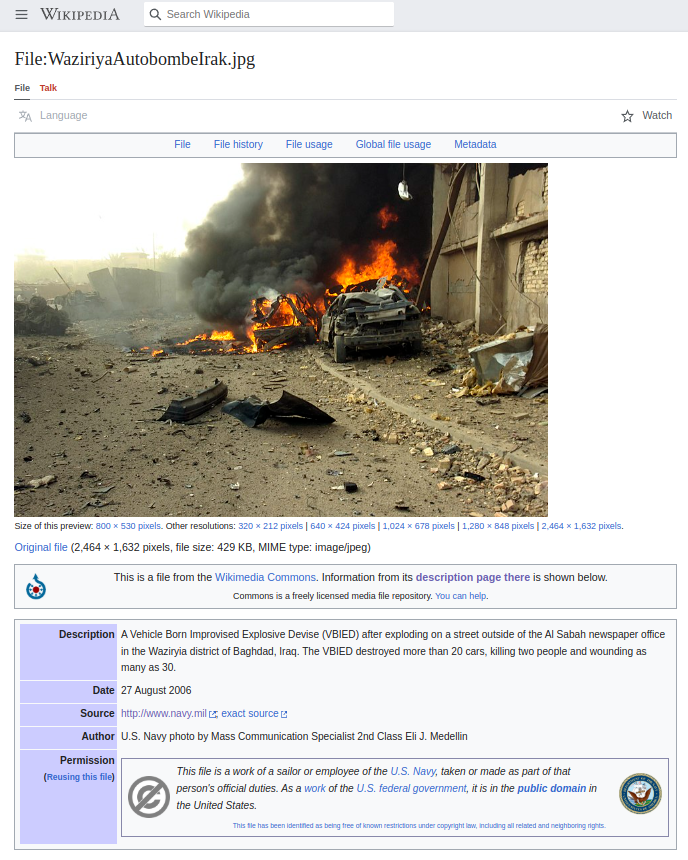 WIKIPEDIA
Search Wikipedia
File:WaziriyaAutobombeIrak.jpg
File Talk
Language
Watch
File File history File usage Global file usage Metadata
Size of this preview: 800 × 530 pixels. Other resolutions: 320 × 212 pixels | 640 × 424 pixels | 1,024 × 678 pixels | 1,280 × 848 pixels | 2,464 × 1,632 pixels.
Original file (2,464 × 1,632 pixels, file size: 429 KB, MIME type: image/jpeg)
This is a file from the Wikimedia Commons. Information from its description page there is shown below.
Commons is a freely licensed media file repository. You can help.
Description A Vehicle Born Improvised Explosive Devise (VBIED) after exploding on a street outside of the Al Sabah newspaper office
in the Waziryia district of Baghdad, Iraq. The VBIED destroyed more than 20 cars, killing two people and wounding as
many as 30.
Date 27 August 2006
Source http://www.navy.mil; exact source
Author U.S. Navy photo by Mass Communication Specialist 2nd Class Eli J. Medellin
Permission
(Reusing this file)
This file is a work of a sailor or employee of the U.S. Navy, taken or made as part of that
person's official duties. As a work of the U.S. federal government, it is in the public domain in
the United States.
This file has been identified as being free of known restrictions under copyright law, including all related and neighboring rights.